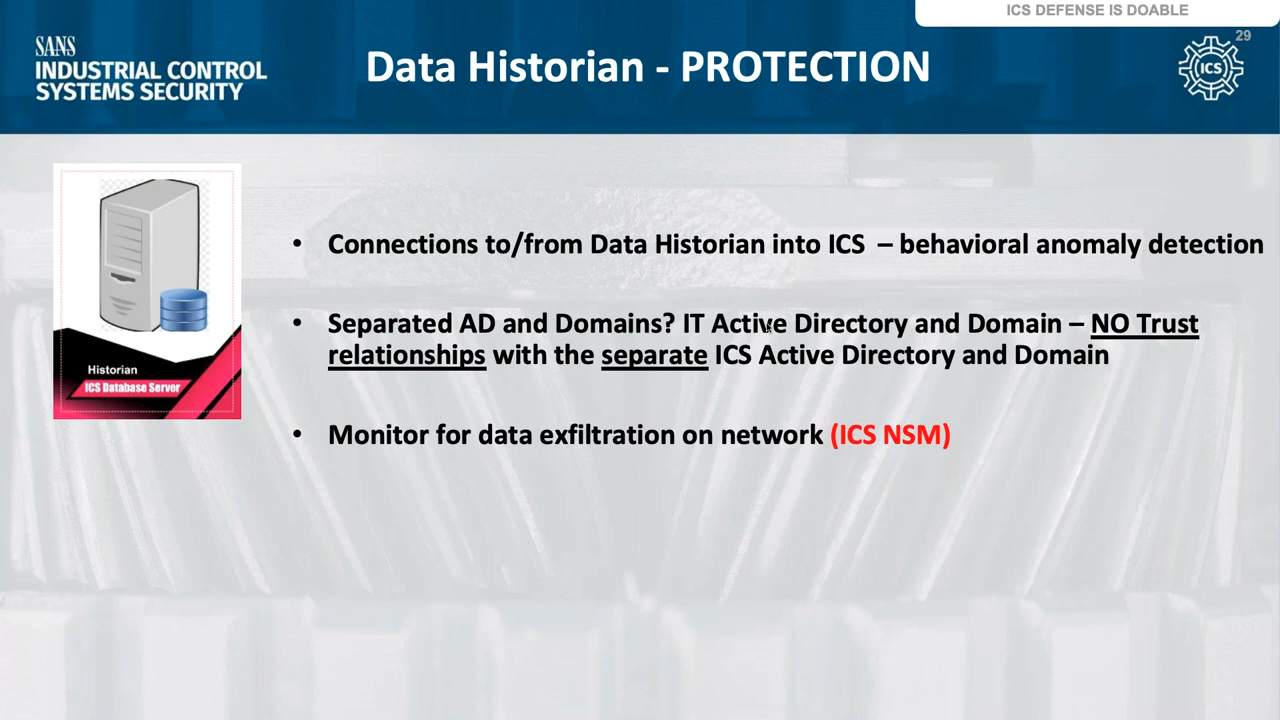 ICS DEFENSE IS DOABLE
29
SANS
INDUSTRIAL CONTROL
SYSTEMS SECURITY
Data Historian - PROTECTION
ICS
• Connections to/from Data Historian into ICS – behavioral anomaly detection
• Separated AD and Domains? IT Active Directory and Domain – NO Trust
relationships with the separate ICS Active Directory and Domain
• Monitor for data exfiltration on network (ICS NSM)
Historian
ICS Database Server